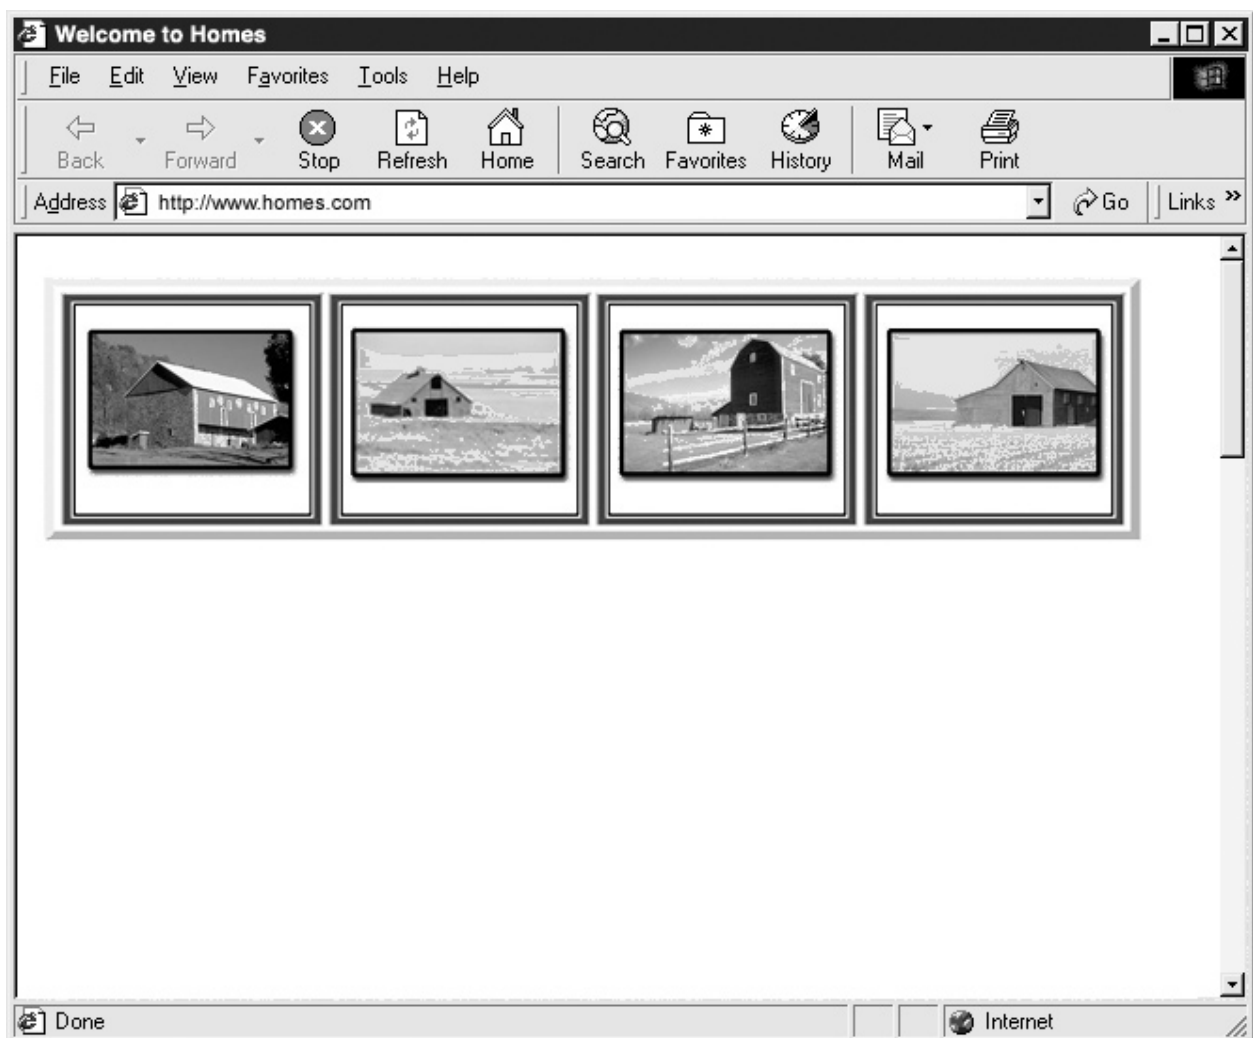 Welcome to Homes
File Edit View Favorites Tools Help
Back Forward Stop Refresh Home Search Favorites History Mail Print
Address http://www.homes.com Go Links »
Done Internet